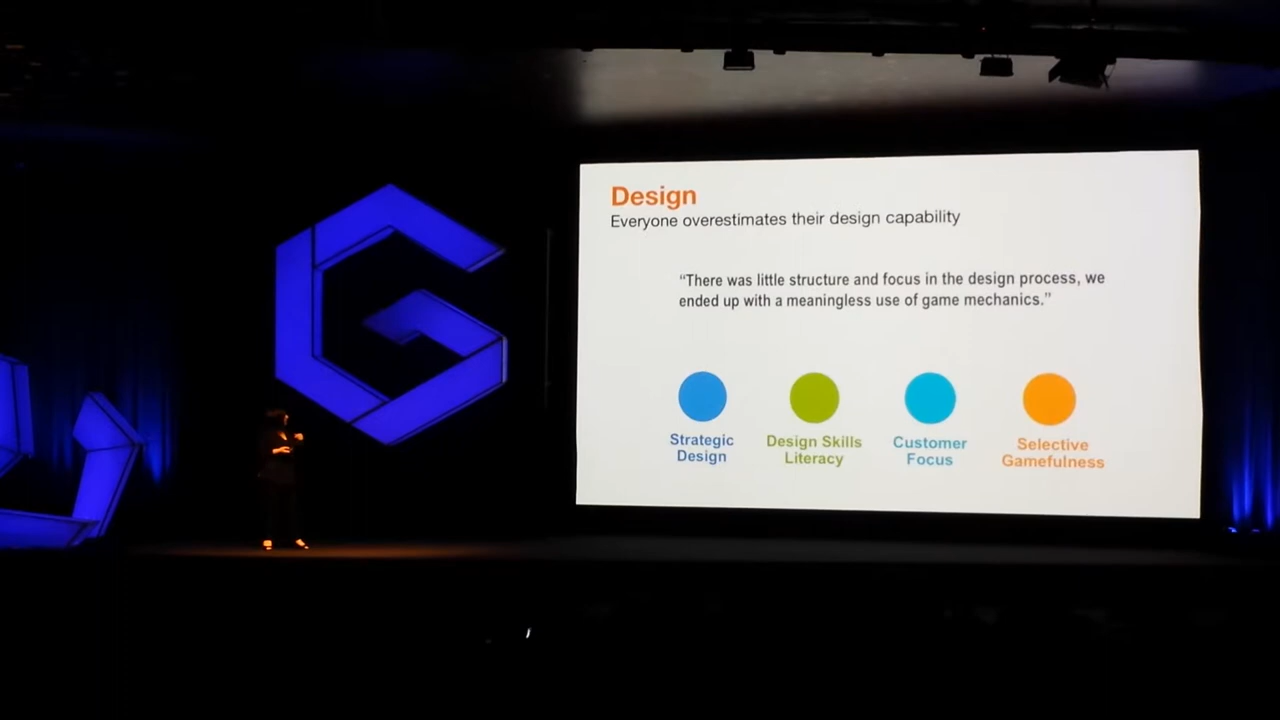 Design
Everyone overestimates their design capability
“There was little structure and focus in the design process, we
ended up with a meaningless use of game mechanics.”
Strategic
Design
Design Skills
Literacy
Customer
Focus
Selective
Gamefulness